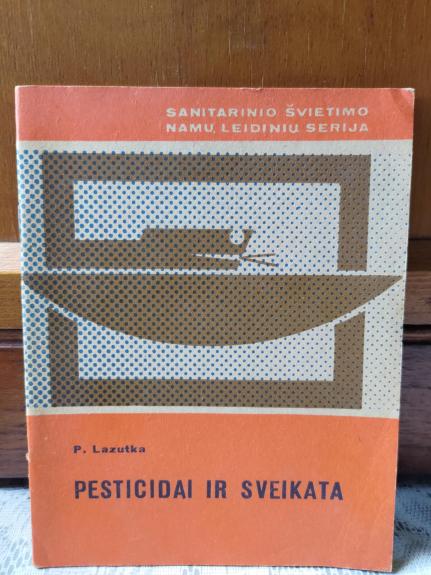 SANITARINIO ŠVIETIMO
NAMŲ LEIDINIŲ SERIJA
P. Lazutka
PESTICIDAI IR SVEIKATA